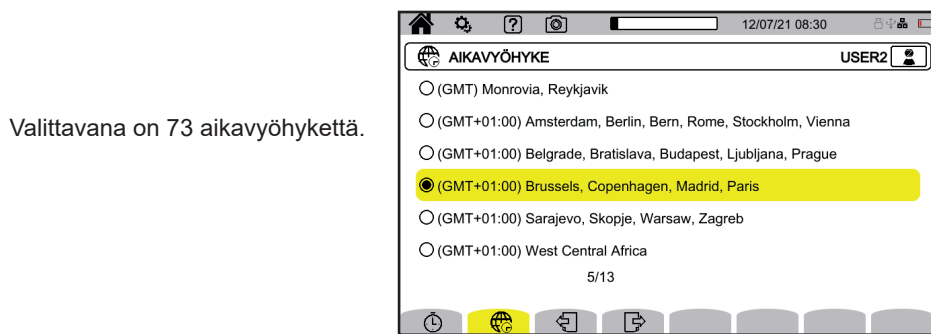 12/07/21 08:30
AIKAVYÖHYKE
USER2
(GMT) Monrovia, Reykjavik
Valittavana on 73 aikavyöhykettä.
(GMT+01:00) Amsterdam, Berlin, Bern, Rome, Stockholm, Vienna
(GMT+01:00) Belgrade, Bratislava, Budapest, Ljubljana, Prague
(GMT+01:00) Brussels, Copenhagen, Madrid, Paris
(GMT+01:00) Sarajevo, Skopje, Warsaw, Zagreb
(GMT+01:00) West Central Africa
5/13